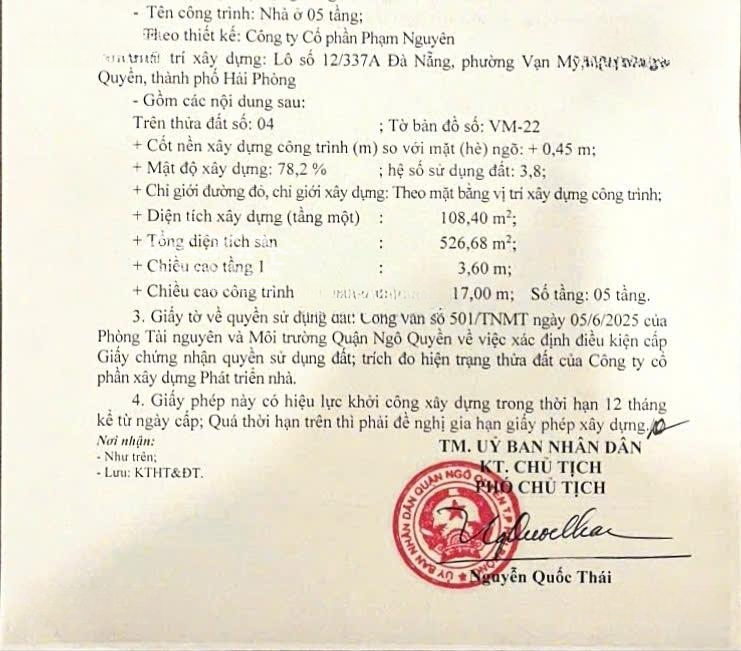 - Tên công trình: Nhà ở 05 tầng;
Theo thiết kế: Công ty Cổ phần Phạm Nguyên
trí xây dựng: Lô số 12/337A Đà Nẵng, phường Vạn Mỹ,
Quyền, thành phố Hải Phòng
- Gồm các nội dung sau:
Trên thửa đất số: 04 ; Tờ bản đồ số: VM-22
+ Cốt nền xây dựng công trình (m) so với mặt (hè) ngõ: + 0,45 m;
+ Mật độ xây dựng: 78,2 % ; hệ số sử dụng đất: 3,8;
+ Chỉ giới đường đỏ, chỉ giới xây dựng: Theo mặt bằng vị trí xây dựng công trình;
+ Diện tích xây dựng (tầng một) : 108,40 m²;
+ Tổng diện tích sàn : 526,68 m²;
+ Chiều cao tầng 1 : 3,60 m;
+ Chiều cao công trình 17,00 m; Số tầng: 05 tầng.
3. Giấy tờ về quyền sử dụng đất: Công văn số 501/TNMT ngày 05/6/2025 của
Phòng Tài nguyên và Môi trường Quận Ngô Quyền về việc xác định điều kiện cấp
Giấy chứng nhận quyền sử dụng đất; trích đo hiện trạng thửa đất của Công ty cổ
phần xây dựng Phát triển nhà.
4. Giấy phép này có hiệu lực khởi công xây dựng trong thời hạn 12 tháng
kể từ ngày cấp; Quá thời hạn trên thì phải đề nghị gia hạn giấy phép xây dựng.
Nơi nhận:
- Như trên;
- Lưu: KTHT&ĐT.
TM. UỶ BAN NHÂN DÂN
KT. CHỦ TỊCH
PHÓ CHỦ TỊCH
ỦY BAN NHÂN DÂN QUẬN NGÔ QUYỀN T.P
Nguyễn Quốc Thái